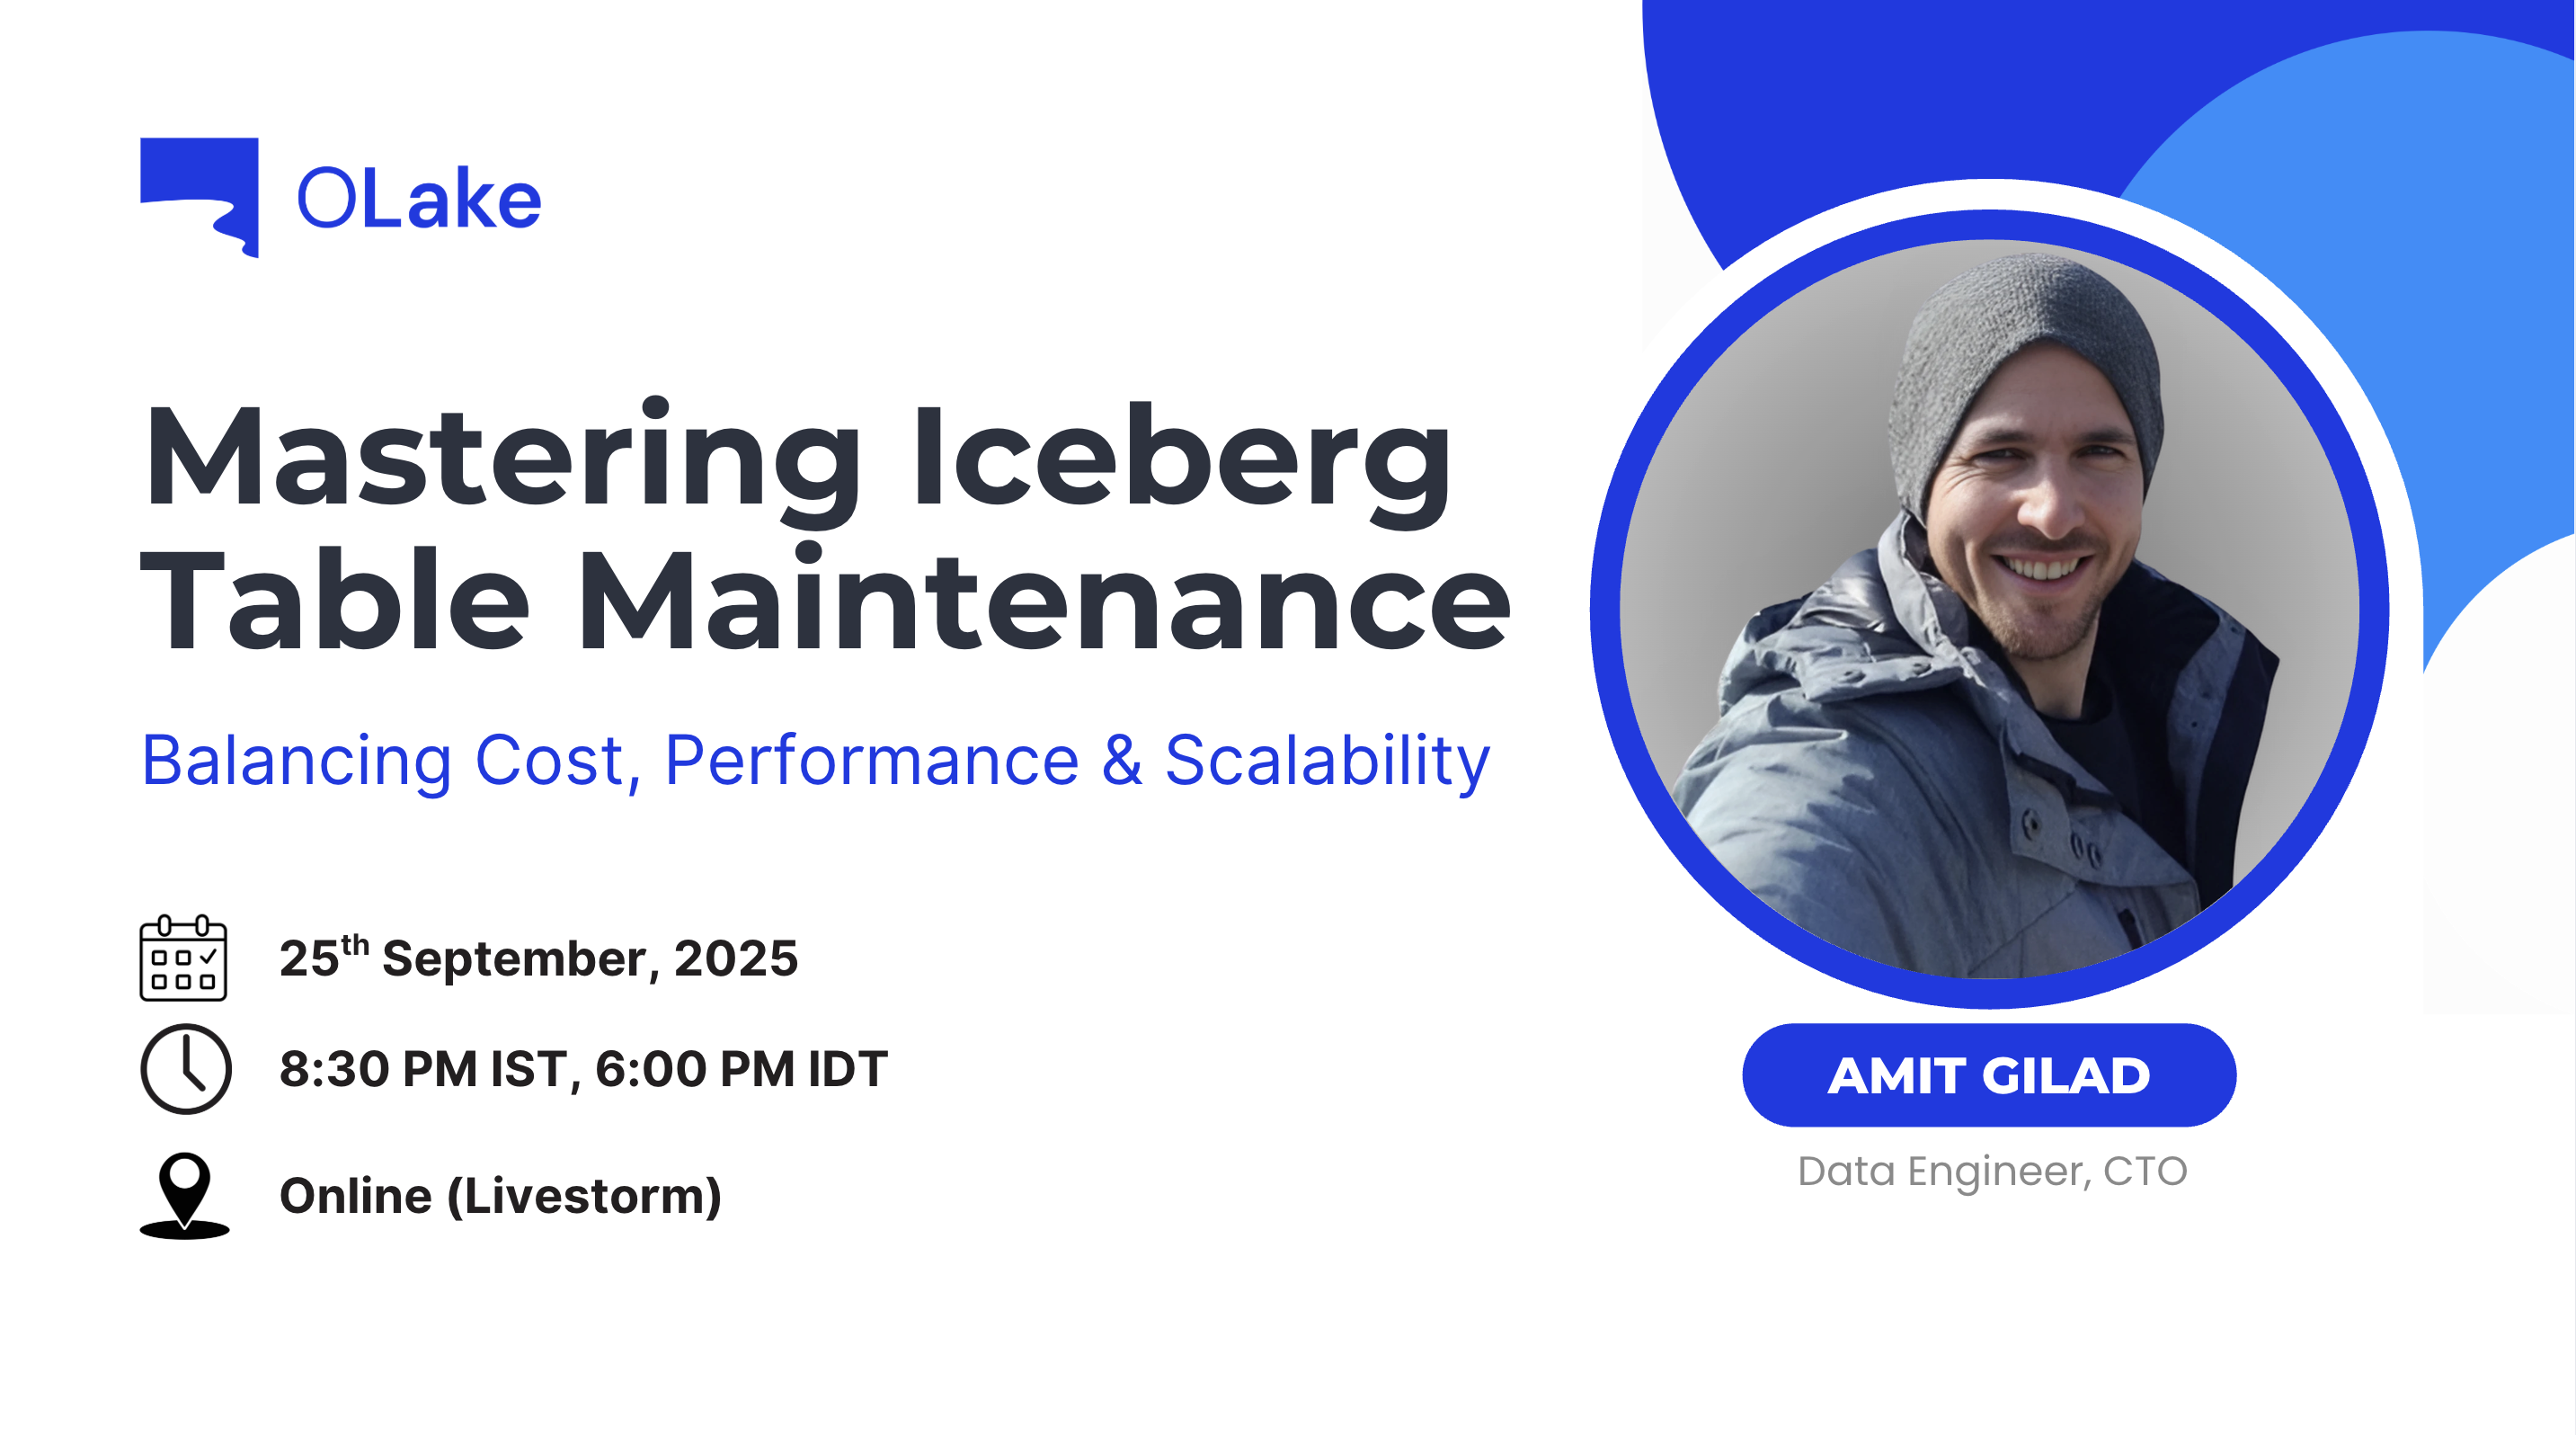 OLake
Mastering Iceberg
Table Maintenance
Balancing Cost, Performance & Scalability
25th September, 2025
8:30 PM IST, 6:00 PM IDT
Online (Livestorm)
AMIT GILAD
Data Engineer, CTO